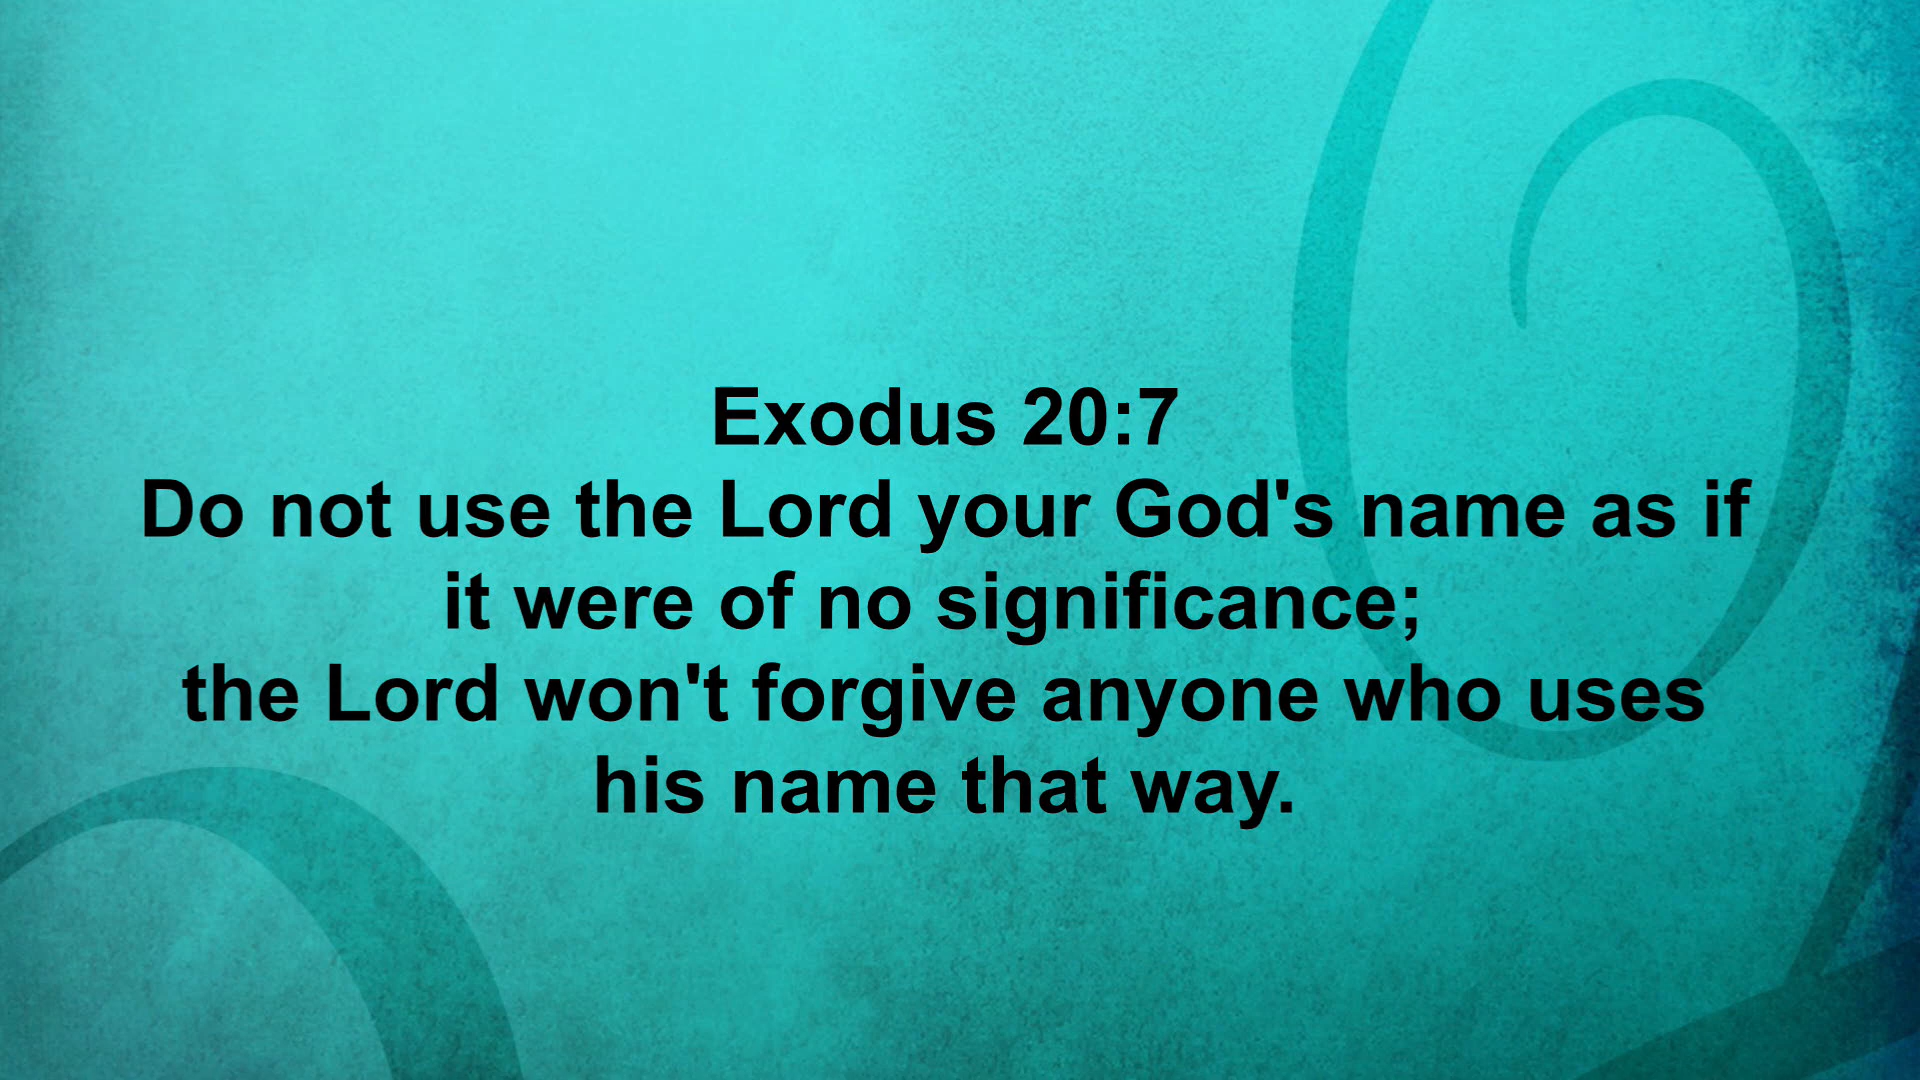 Exodus 20:7
Do not use the Lord your God's name as if
it were of no significance;
the Lord won't forgive anyone who uses
his name that way.